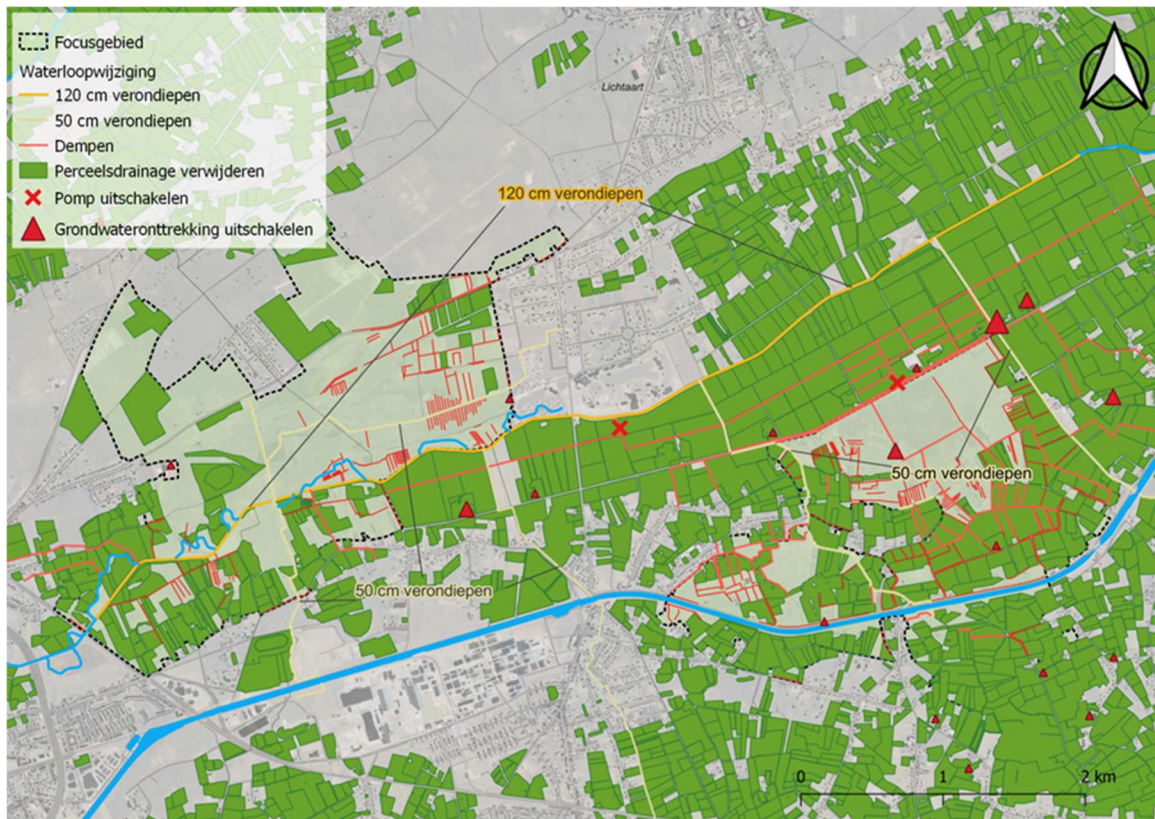 Focusgebied
Waterloopwijziging
120 cm verondiepen
50 cm verondiepen
Dempen
Perceelsdrainage verwijderen
Pomp uitschakelen
Grondwateronttrekking uitschakelen
Lichtaart
120 cm verondiepen
50 cm verondiepen
50 cm verondiepen
0 1 2 km